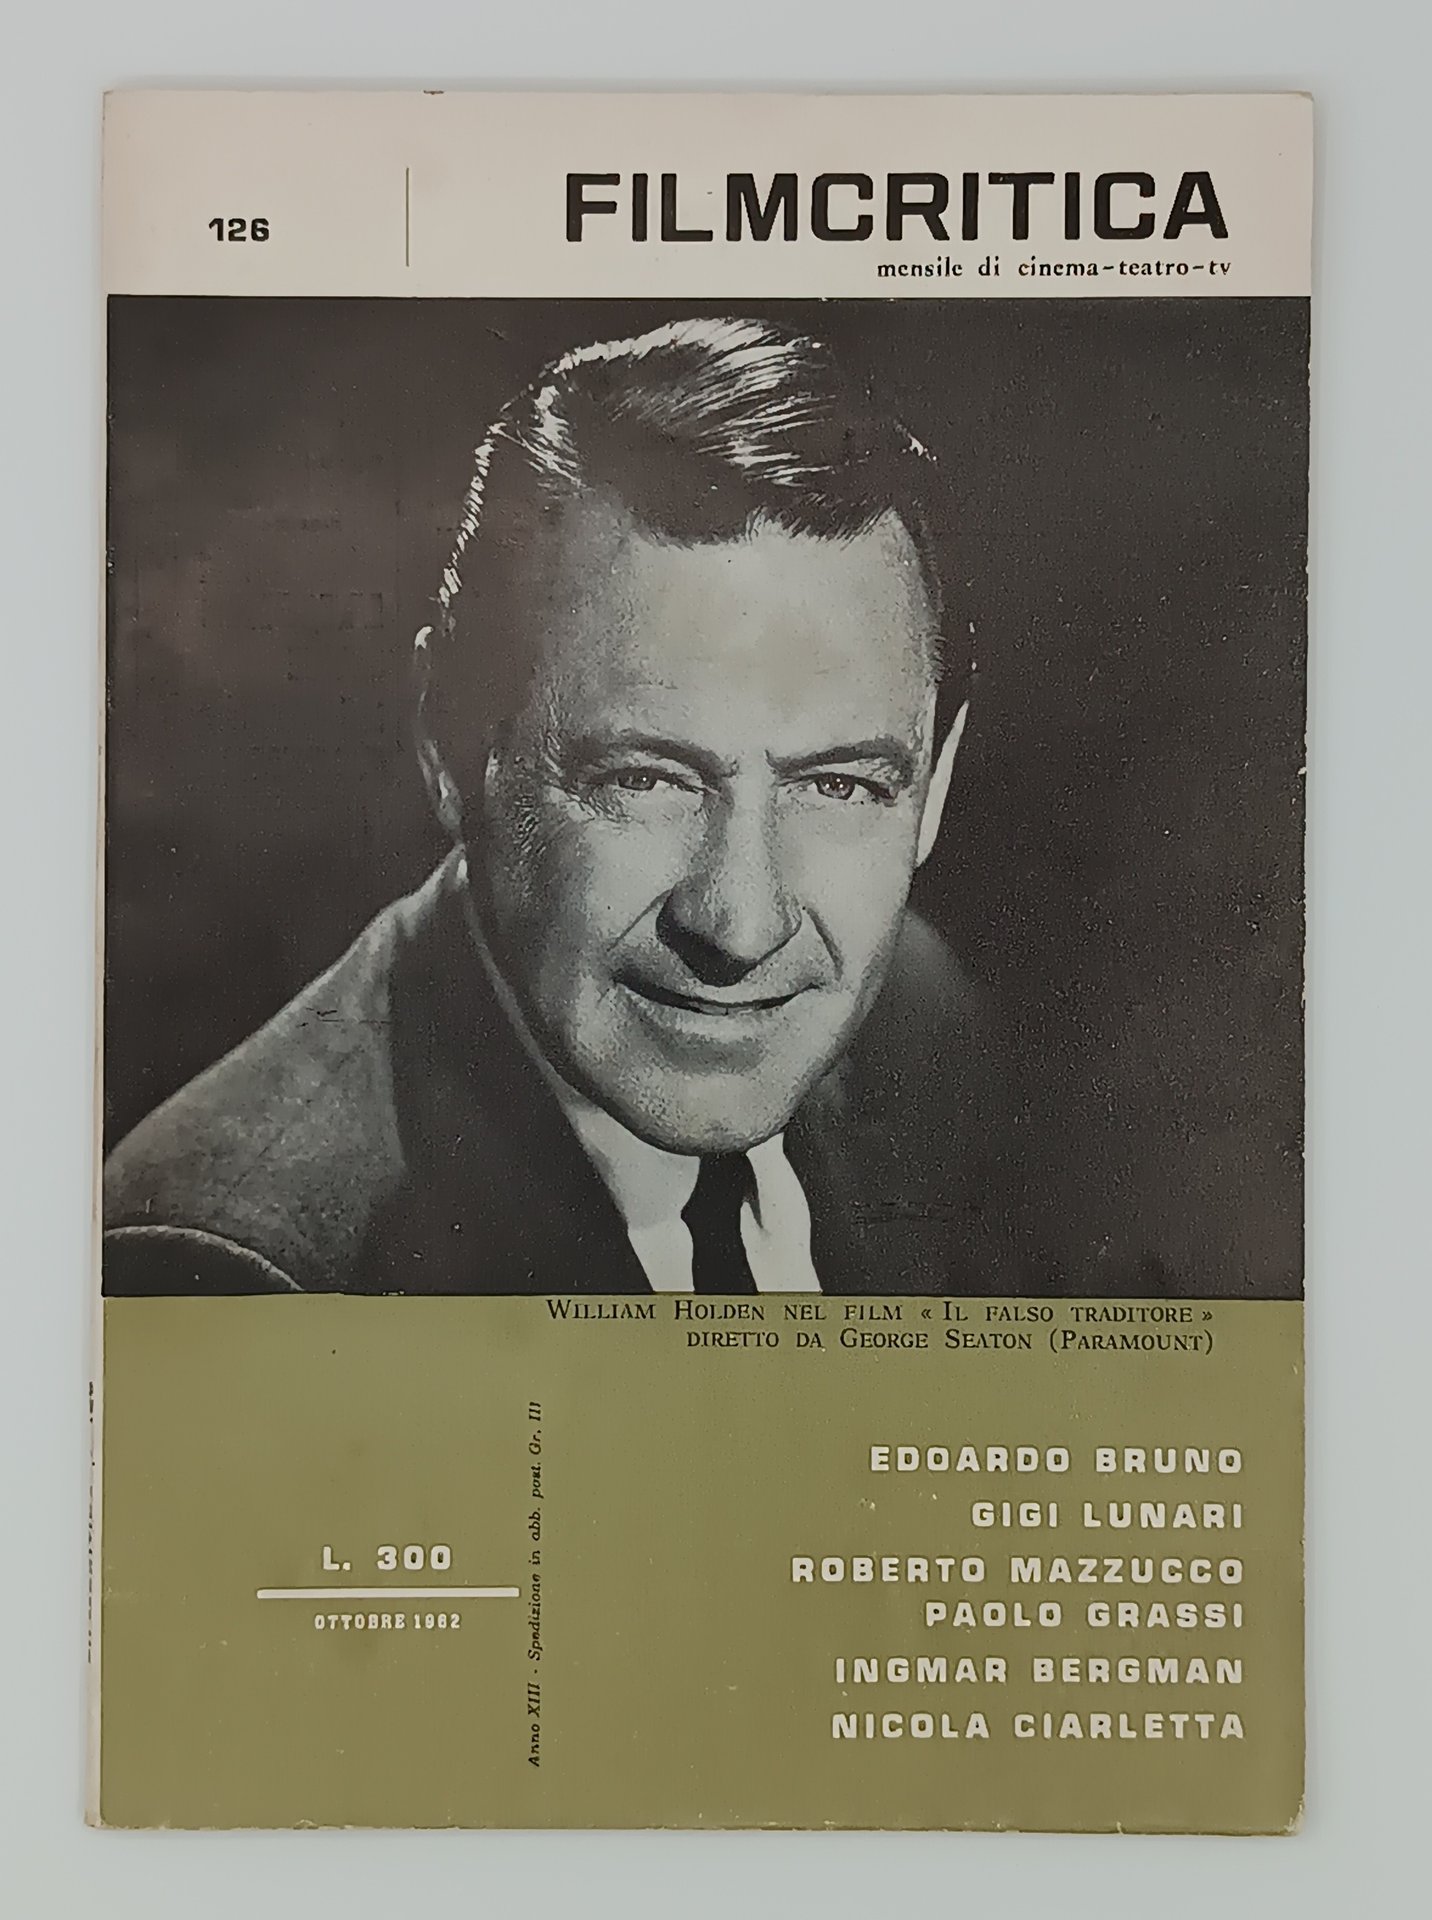 126
FILMCRITICA
mensile di cinema-teatro-tv
WILLIAM HOLDEN NEL FILM « IL FALSO TRADITORE »
DIRETTO DA GEORGE SEATON (PARAMOUNT)
EDOARDO BRUNO
GIGI LUNARI
ROBERTO MAZZUCCO
PAOLO GRASSI
INGMAR BERGMAN
NICOLA CIARLETTA
L. 300
OTTOBRE 1962
Anno XIII - Spedizione in abb. post. Gr. III